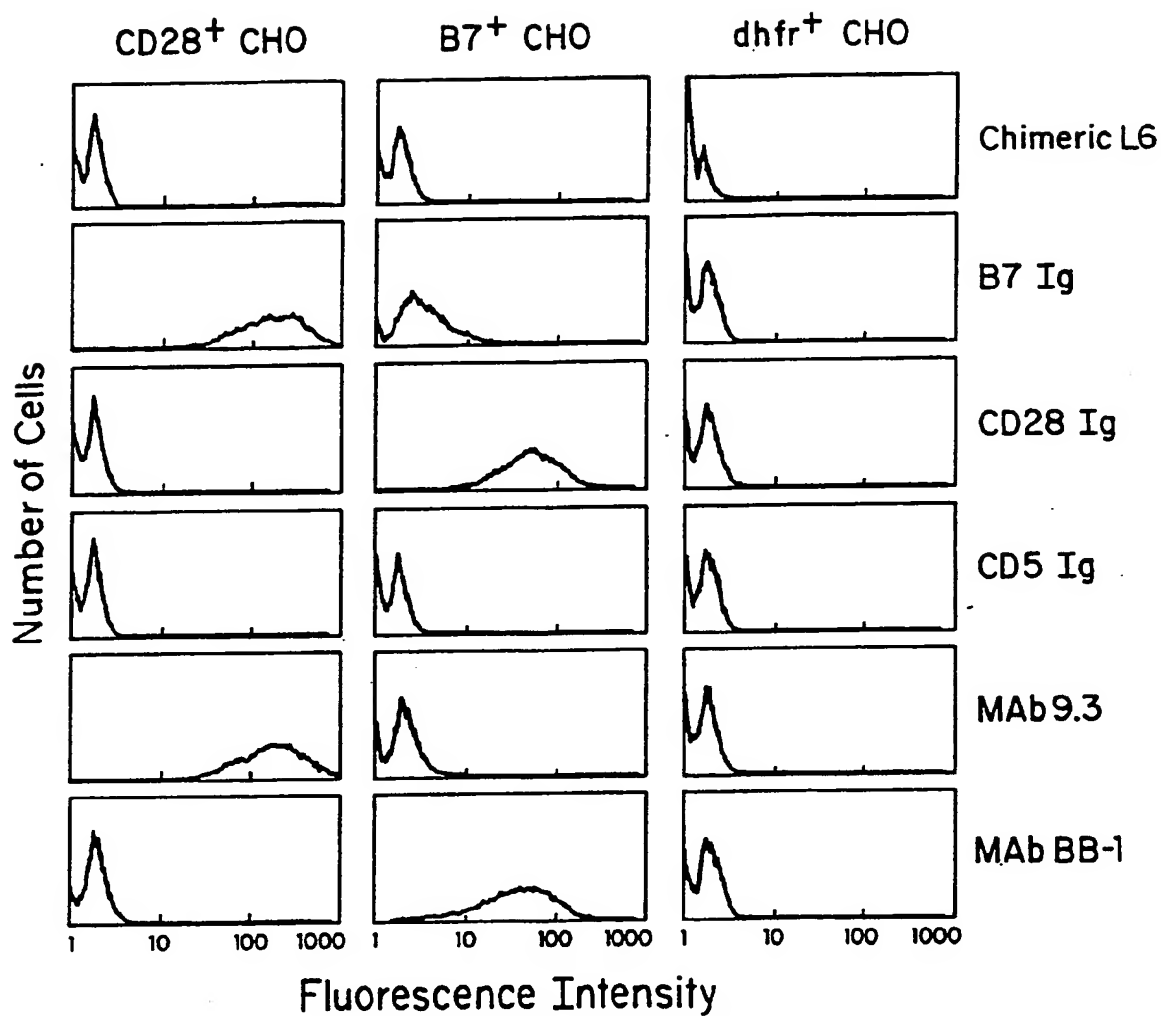 CD28+ CHO B7+ CHO dhfr+ CHO
Chimeric L6
B7 Ig
CD28 Ig
CD5 Ig
MAb 9.3
MAb BB-1
Number of Cells
1 10 100 1000 1 10 100 1000 1 10 100 1000
Fluorescence Intensity